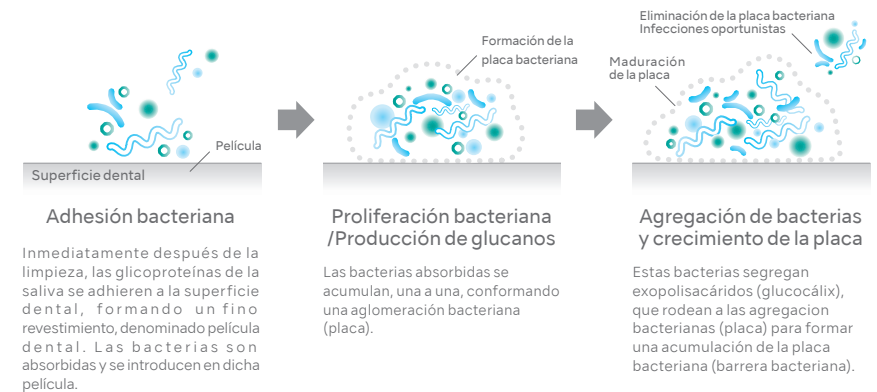 Película
Superficie dental
Adhesión bacteriana
Inmediatamente después de la
limpieza, las glicoproteínas de la
saliva se adhieren a la superficie
dental, formando un fino
revestimiento, denominado película
dental. Las bacterias son
absorbidas y se introducen en dicha
película.
Formación de la
placa bacteriana
Proliferación bacteriana
/Producción de glucanos
Las bacterias absorbidas se
acumulan, una a una, conformando
una aglomeración bacteriana
(placa).
Eliminación de la placa bacteriana
Infecciones oportunistas
Maduración
de la placa
Agregación de bacterias
y crecimiento de la placa
Estas bacterias segregan
exopolisacáridos (glucocálix),
que rodean a las agregacion
bacterianas (placa) para formar
una acumulación de la placa
bacteriana (barrera bacteriana).